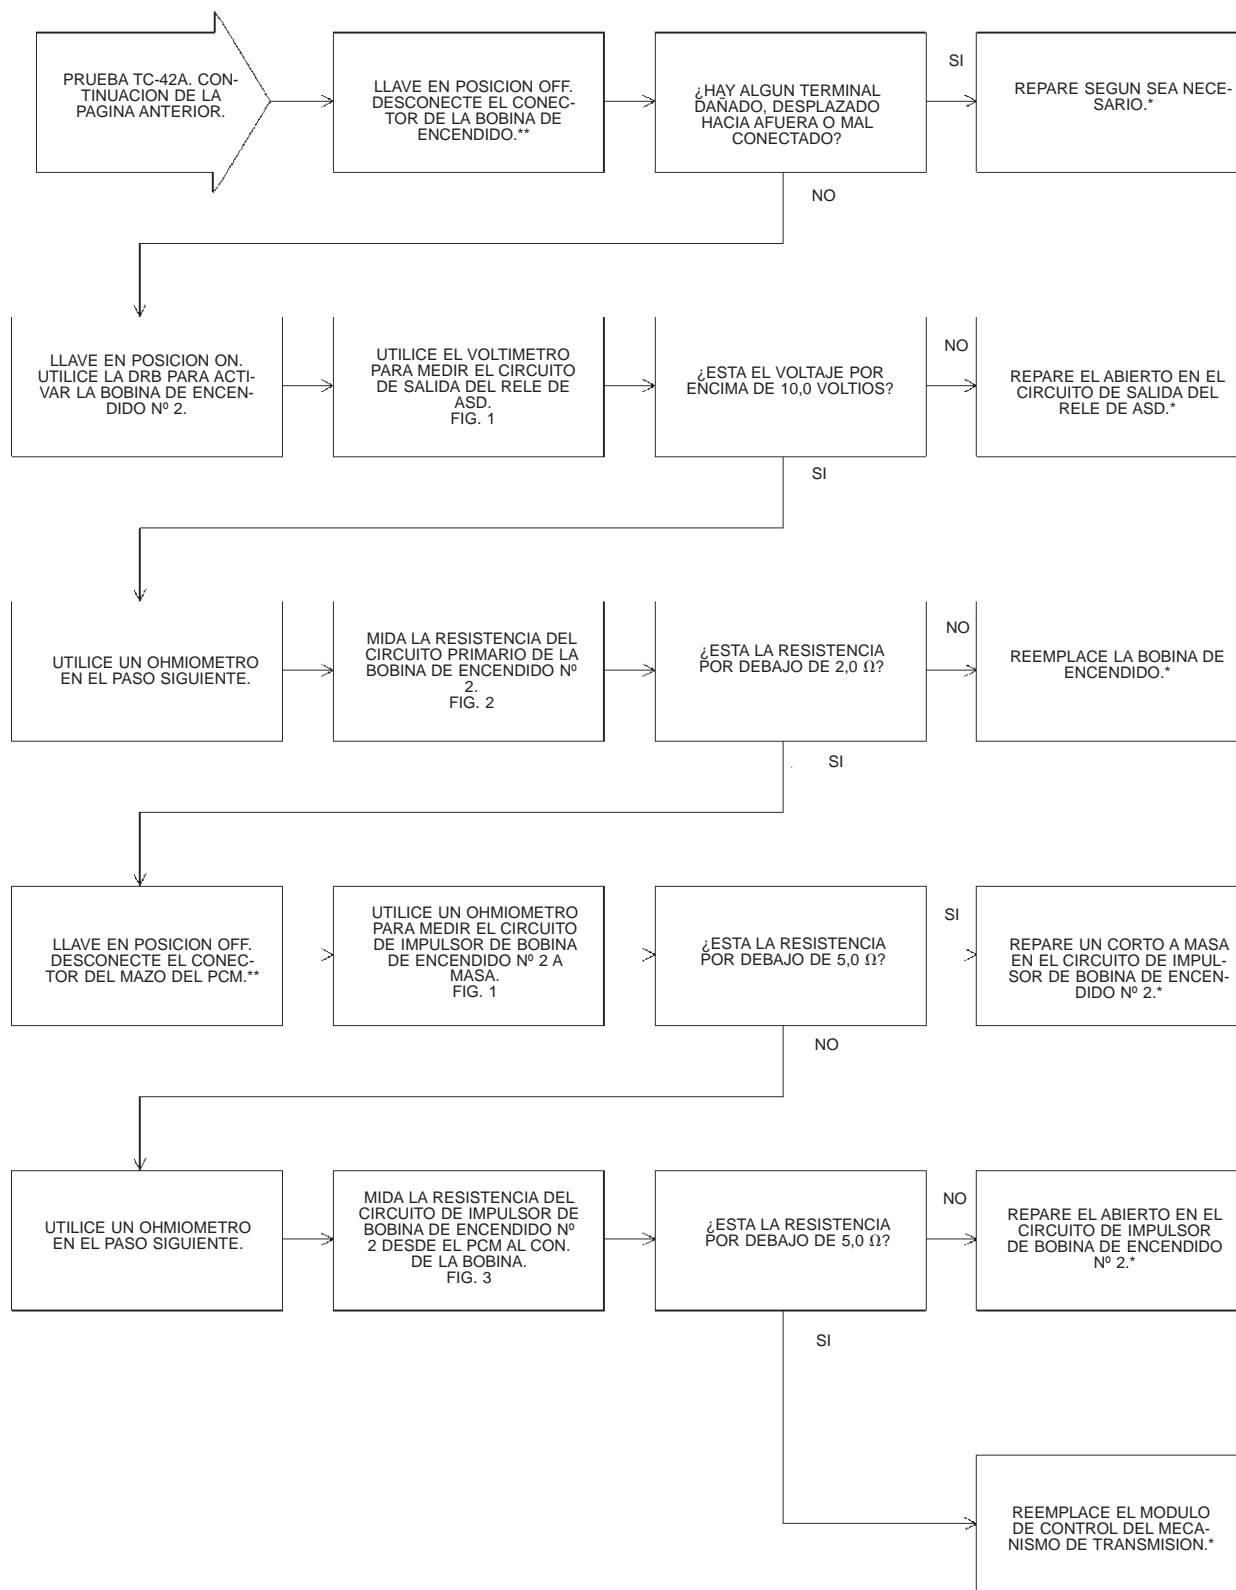 PRUEBA TC-42A. CON-
TINUACION DE LA
PAGINA ANTERIOR.
LLAVE EN POSICION OFF.
DESCONECTE EL CONEC-
TOR DE LA BOBINA DE
ENCENDIDO.**
¿HAY ALGUN TERMINAL
DAÑADO, DESPLAZADO
HACIA AFUERA O MAL
CONECTADO?
SI
REPARE SEGUN SEA NECE-
SARIO.*
NO
LLAVE EN POSICION ON.
UTILICE LA DRB PARA ACTI-
VAR LA BOBINA DE ENCEN-
DIDO Nº 2.
UTILICE EL VOLTIMETRO
PARA MEDIR EL CIRCUITO
DE SALIDA DEL RELE DE
ASD.
FIG. 1
¿ESTA EL VOLTAJE POR
ENCIMA DE 10,0 VOLTIOS?
NO
REPARE EL ABIERTO EN EL
CIRCUITO DE SALIDA DEL
RELE DE ASD.*
SI
UTILICE UN OHMIOMETRO
EN EL PASO SIGUIENTE.
MIDA LA RESISTENCIA DEL
CIRCUITO PRIMARIO DE LA
BOBINA DE ENCENDIDO Nº
2.
FIG. 2
¿ESTA LA RESISTENCIA
POR DEBAJO DE 2,0 Ω?
NO
REEMPLACE LA BOBINA DE
ENCENDIDO.*
SI
LLAVE EN POSICION OFF.
DESCONECTE EL CONEC-
TOR DEL MAZO DEL PCM.**
UTILICE UN OHMIOMETRO
PARA MEDIR EL CIRCUITO
DE IMPULSOR DE BOBINA
DE ENCENDIDO Nº 2 A
MASA.
FIG. 1
¿ESTA LA RESISTENCIA
POR DEBAJO DE 5,0 Ω?
SI
REPARE UN CORTO A MASA
EN EL CIRCUITO DE IMPUL-
SOR DE BOBINA DE ENCEN-
DIDO Nº 2.*
NO
UTILICE UN OHMIOMETRO
EN EL PASO SIGUIENTE.
MIDA LA RESISTENCIA DEL
CIRCUITO DE IMPULSOR DE
BOBINA DE ENCENDIDO Nº
2 DESDE EL PCM AL CON.
DE LA BOBINA.
FIG. 3
¿ESTA LA RESISTENCIA
POR DEBAJO DE 5,0 Ω?
NO
REPARE EL ABIERTO EN EL
CIRCUITO DE IMPULSOR
DE BOBINA DE ENCENDIDO
Nº 2.*
SI
REEMPLACE EL MODULO
DE CONTROL DEL MECA-
NISMO DE TRANSMISION.*